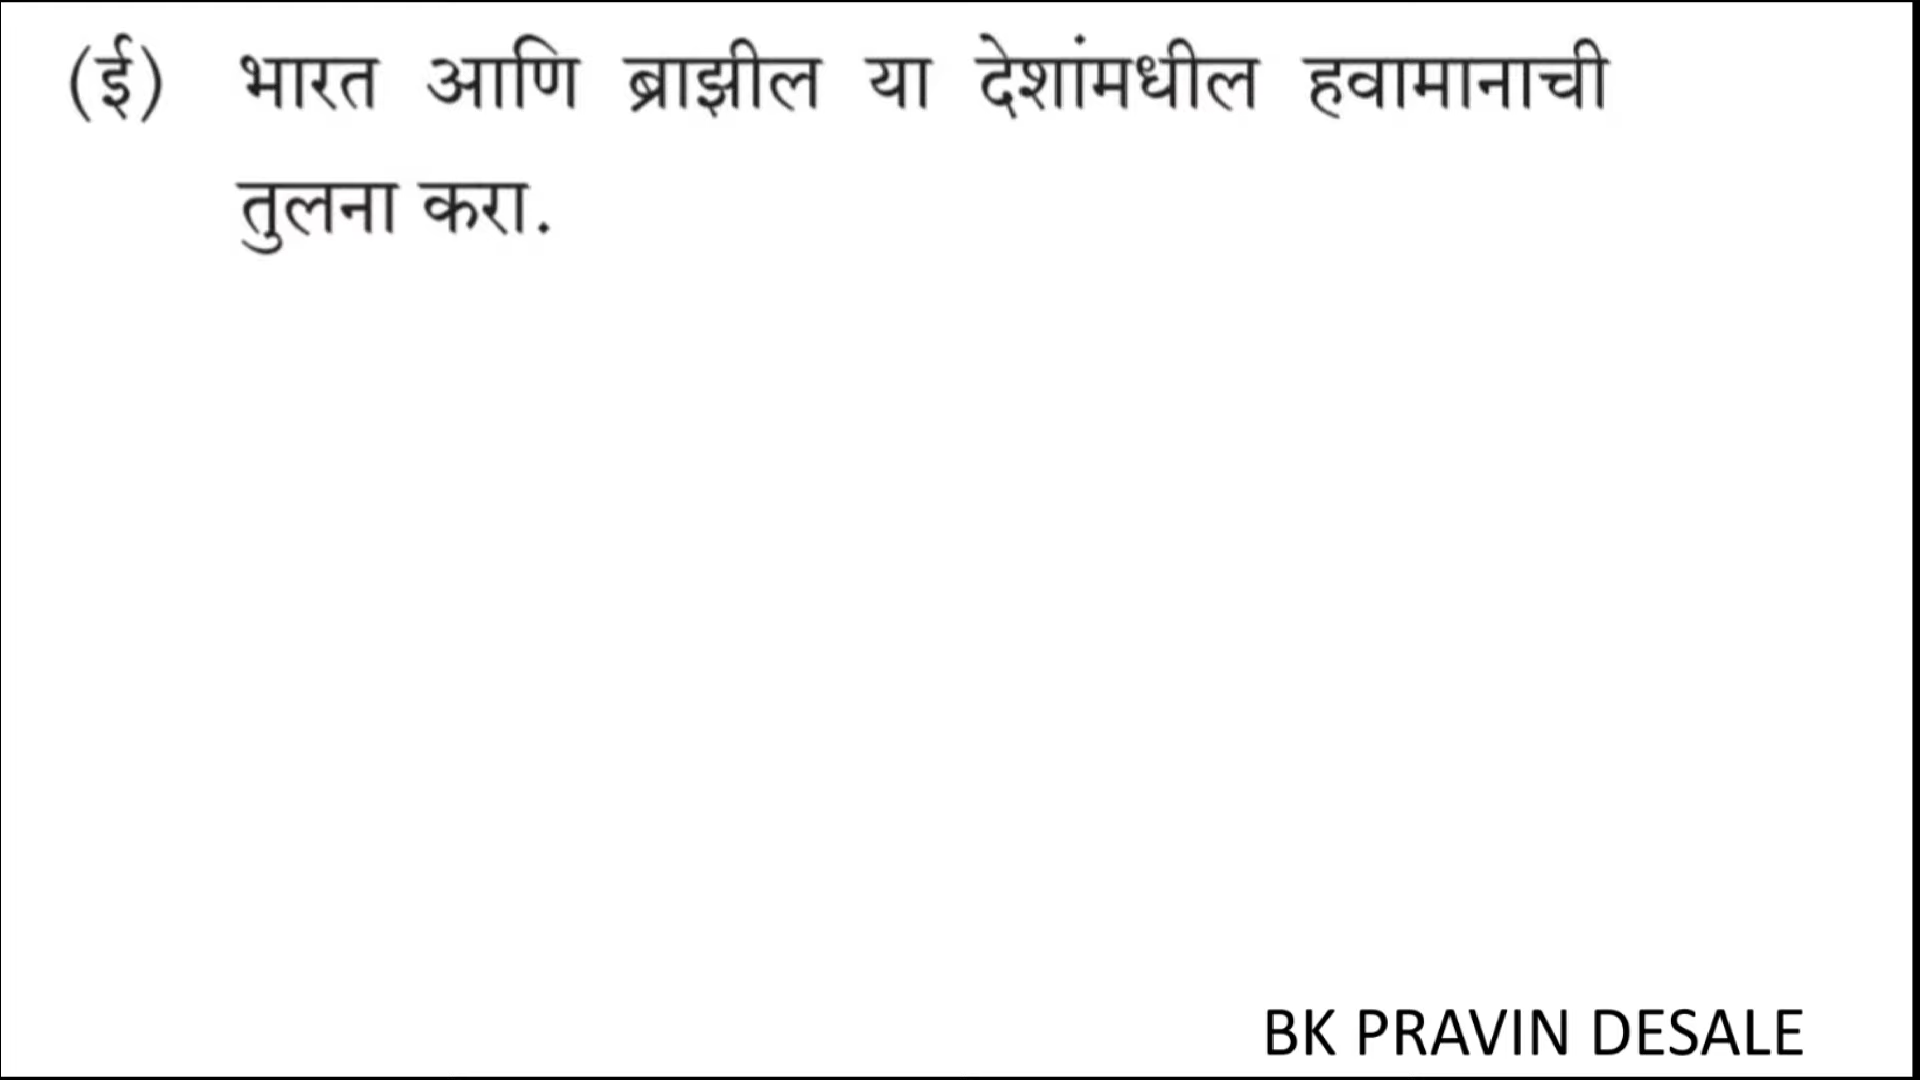 (ई) भारत आणि ब्राझील या देशांमधील हवामानाची
तुलना करा.
BK PRAVIN DESALE